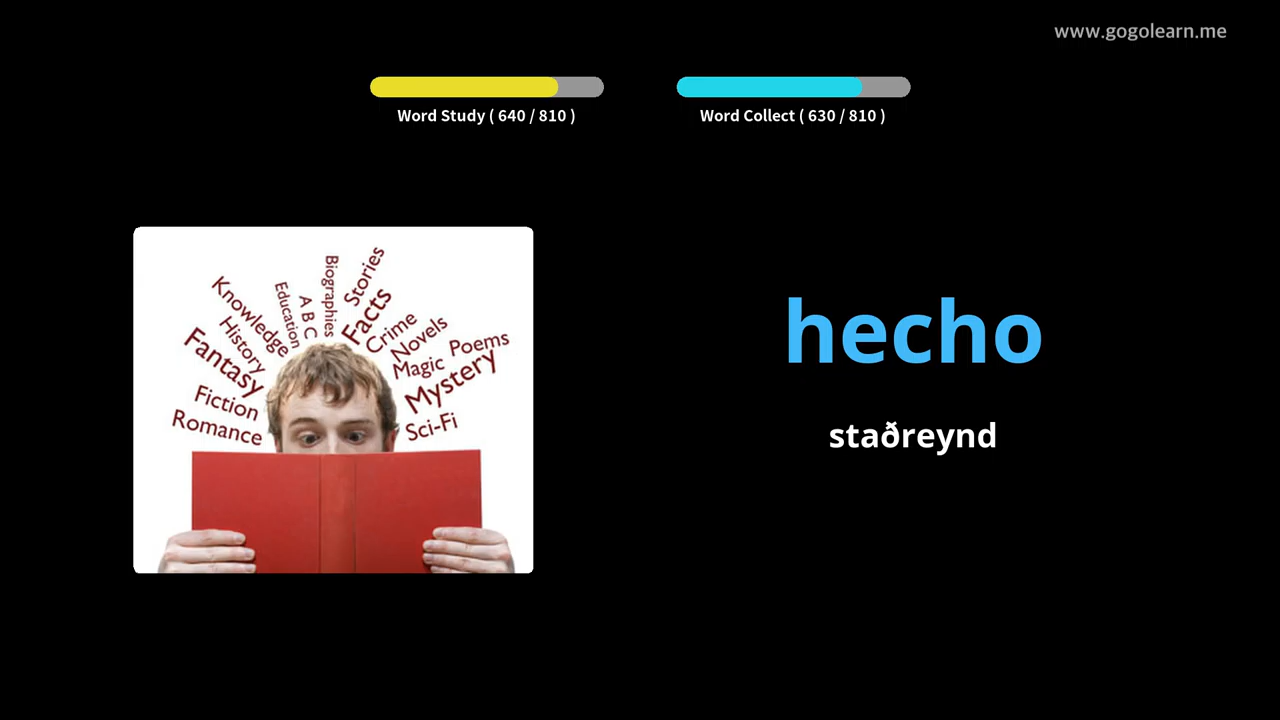 www.gogolearn.me
Word Study ( 640 / 810 )
Word Collect ( 630 / 810 )
Stories
Biographies
Facts
Education
A B C
Knowledge
Crime
Novels
History
Poems
Fantasy
Magic
Mystery
Fiction
Sci-Fi
Romance
hecho
staðreynd